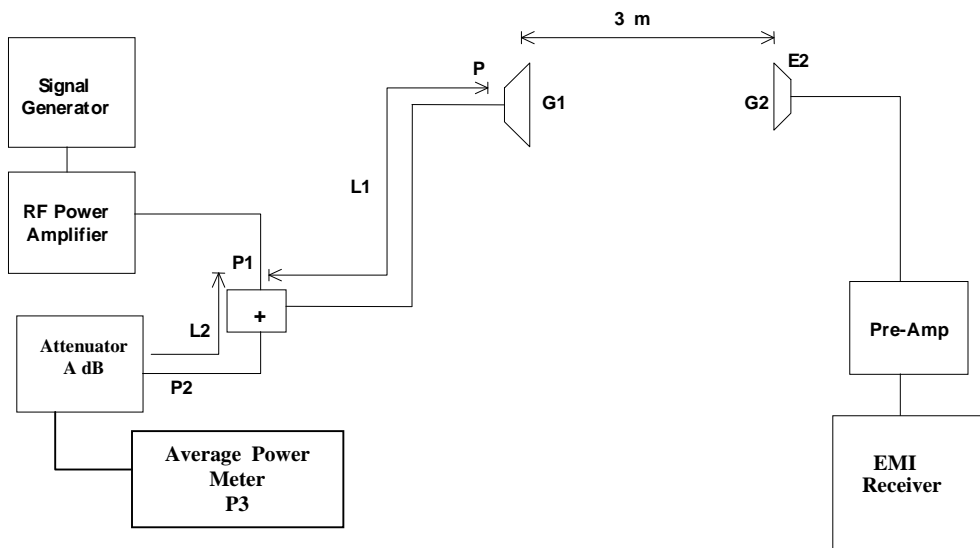 3 m
P
E2
Signal
Generator
G1
G2
L1
RF Power
Amplifier
P1
+
L2
Pre-Amp
Attenuator
A dB
P2
Average Power
Meter
P3
EMI
Receiver